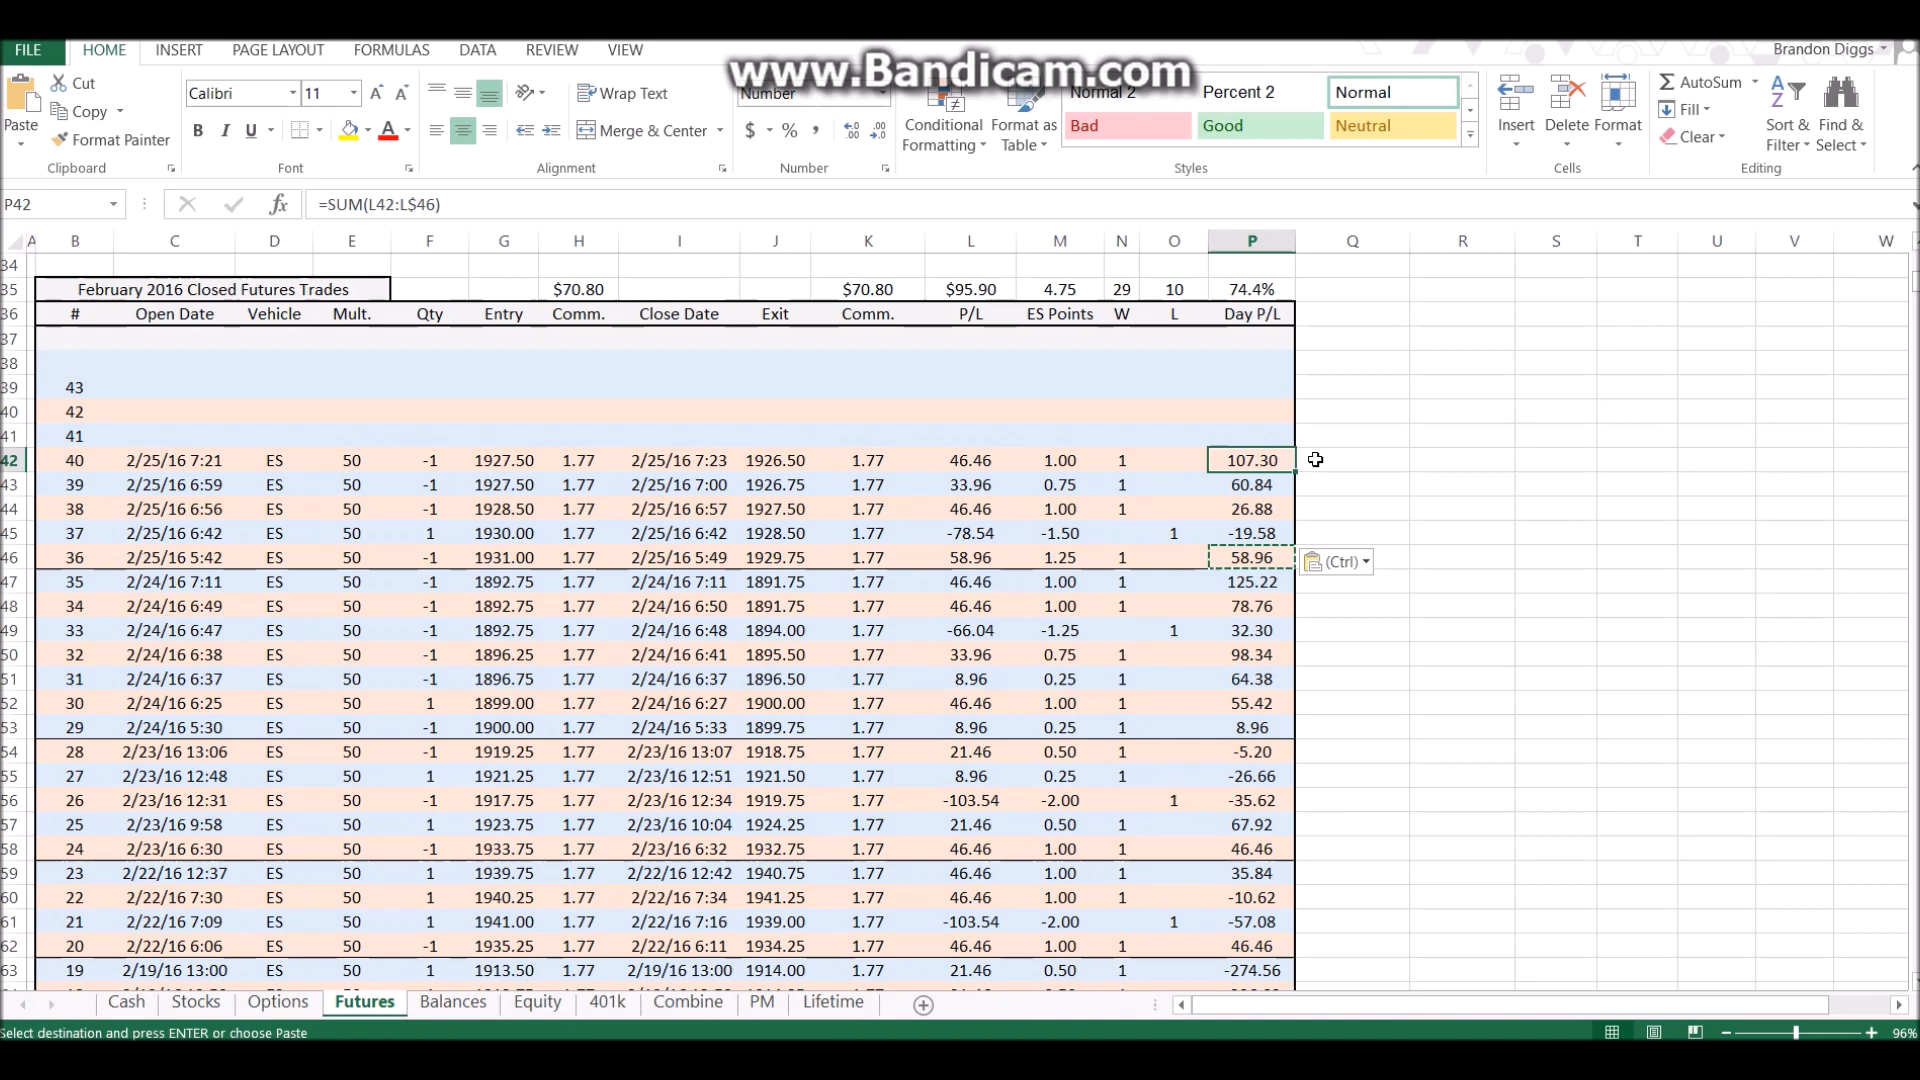 www.Bandicam.com
FILE HOME INSERT PAGE LAYOUT FORMULAS DATA REVIEW VIEW Brandon Diggs
Cut
Copy
Format Painter
Paste
Clipboard
Calibri 11
B I U
Font
Wrap Text
Merge & Center
Alignment
Number
$ % ,
Number
Conditional Formatting
Format as Table
Normal 2 Percent 2 Normal
Bad Good Neutral
Styles
Insert Delete Format
Cells
AutoSum
Fill
Clear
Sort & Filter
Find & Select
Editing
P42 fx =SUM(L42:L$46)
A B C D E F G H I J K L M N O P Q R S T U V W
34
35 February 2016 Closed Futures Trades $70.80 $70.80 $95.90 4.75 29 10 74.4%
36 # Open Date Vehicle Mult. Qty Entry Comm. Close Date Exit Comm. P/L ES Points W L Day P/L
37
38
39 43
40 42
41 41
42 40 2/25/16 7:21 ES 50 -1 1927.50 1.77 2/25/16 7:23 1926.50 1.77 46.46 1.00 1 107.30
43 39 2/25/16 6:59 ES 50 -1 1927.50 1.77 2/25/16 7:00 1926.75 1.77 33.96 0.75 1 60.84
44 38 2/25/16 6:56 ES 50 -1 1928.50 1.77 2/25/16 6:57 1927.50 1.77 46.46 1.00 1 26.88
45 37 2/25/16 6:42 ES 50 1 1930.00 1.77 2/25/16 6:42 1928.50 1.77 -78.54 -1.50 1 -19.58
46 36 2/25/16 5:42 ES 50 -1 1931.00 1.77 2/25/16 5:49 1929.75 1.77 58.96 1.25 1 58.96 (Ctrl)
47 35 2/24/16 7:11 ES 50 -1 1892.75 1.77 2/24/16 7:11 1891.75 1.77 46.46 1.00 1 125.22
48 34 2/24/16 6:49 ES 50 -1 1892.75 1.77 2/24/16 6:50 1891.75 1.77 46.46 1.00 1 78.76
49 33 2/24/16 6:47 ES 50 -1 1892.75 1.77 2/24/16 6:48 1894.00 1.77 -66.04 -1.25 1 32.30
50 32 2/24/16 6:38 ES 50 -1 1896.25 1.77 2/24/16 6:41 1895.50 1.77 33.96 0.75 1 98.34
51 31 2/24/16 6:37 ES 50 -1 1896.75 1.77 2/24/16 6:37 1896.50 1.77 8.96 0.25 1 64.38
52 30 2/24/16 6:25 ES 50 1 1899.00 1.77 2/24/16 6:27 1900.00 1.77 46.46 1.00 1 55.42
53 29 2/24/16 5:30 ES 50 -1 1900.00 1.77 2/24/16 5:33 1899.75 1.77 8.96 0.25 1 8.96
54 28 2/23/16 13:06 ES 50 -1 1919.25 1.77 2/23/16 13:07 1918.75 1.77 21.46 0.50 1 -5.20
55 27 2/23/16 12:48 ES 50 1 1921.25 1.77 2/23/16 12:51 1921.50 1.77 8.96 0.25 1 -26.66
56 26 2/23/16 12:31 ES 50 -1 1917.75 1.77 2/23/16 12:34 1919.75 1.77 -103.54 -2.00 1 -35.62
57 25 2/23/16 9:58 ES 50 1 1923.75 1.77 2/23/16 10:04 1924.25 1.77 21.46 0.50 1 67.92
58 24 2/23/16 6:30 ES 50 -1 1933.75 1.77 2/23/16 6:32 1932.75 1.77 46.46 1.00 1 46.46
59 23 2/22/16 12:37 ES 50 1 1939.75 1.77 2/22/16 12:42 1940.75 1.77 46.46 1.00 1 35.84
60 22 2/22/16 7:30 ES 50 1 1940.25 1.77 2/22/16 7:34 1941.25 1.77 46.46 1.00 1 -10.62
61 21 2/22/16 7:09 ES 50 1 1941.00 1.77 2/22/16 7:16 1939.00 1.77 -103.54 -2.00 1 -57.08
62 20 2/22/16 6:06 ES 50 -1 1935.25 1.77 2/22/16 6:11 1934.25 1.77 46.46 1.00 1 46.46
63 19 2/19/16 13:00 ES 50 1 1913.50 1.77 2/19/16 13:00 1914.00 1.77 21.46 0.50 1 -274.56
Cash Stocks Options Futures Balances Equity 401k Combine PM Lifetime
Select destination and press ENTER or choose Paste 96%